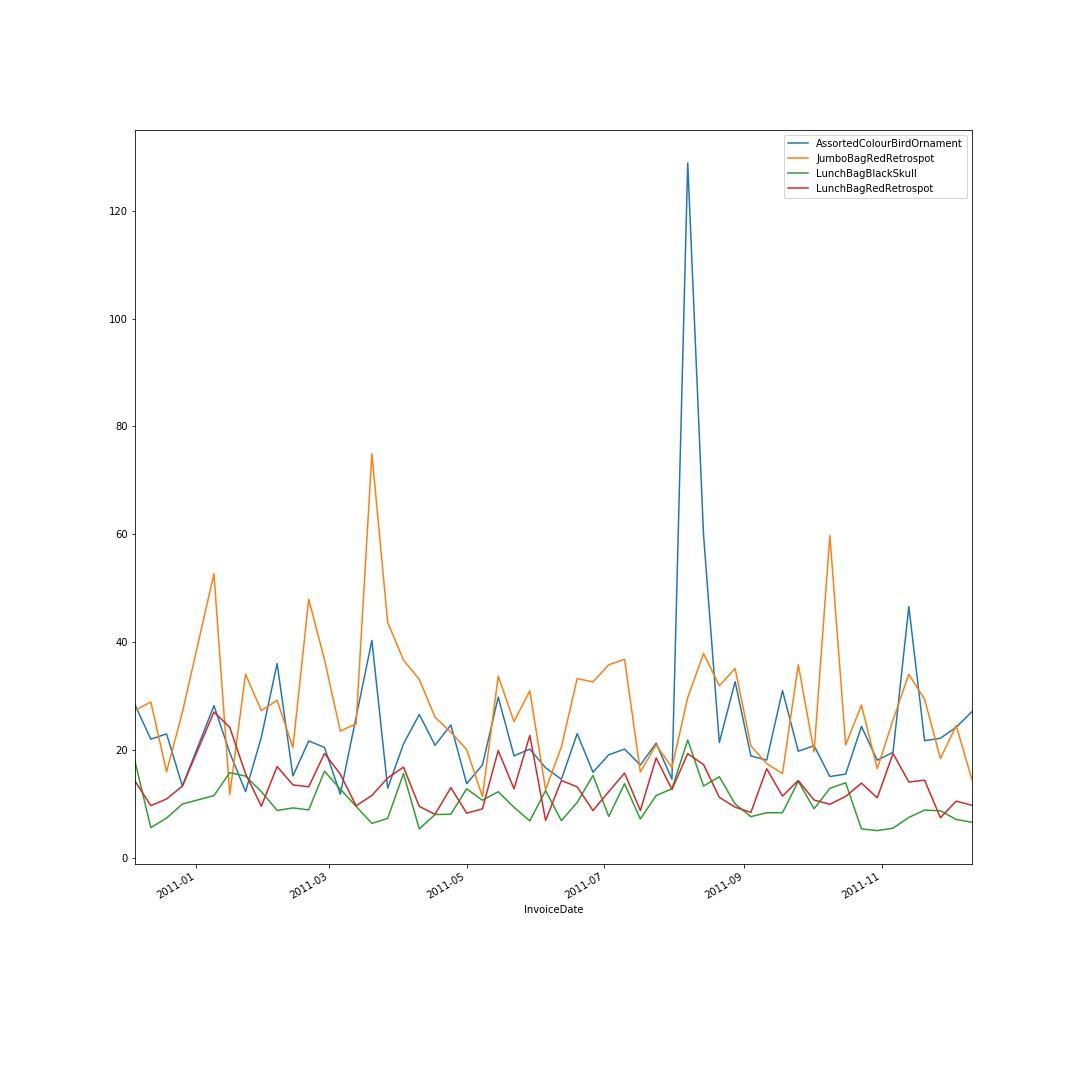 AssortedColourBirdOrnament
JumboBagRedRetrospot
LunchBagBlackSkull
LunchBagRedRetrospot
120
100
80
60
40
20
0
2011-01
2011-03
2011-05
2011-07
2011-09
2011-11
InvoiceDate